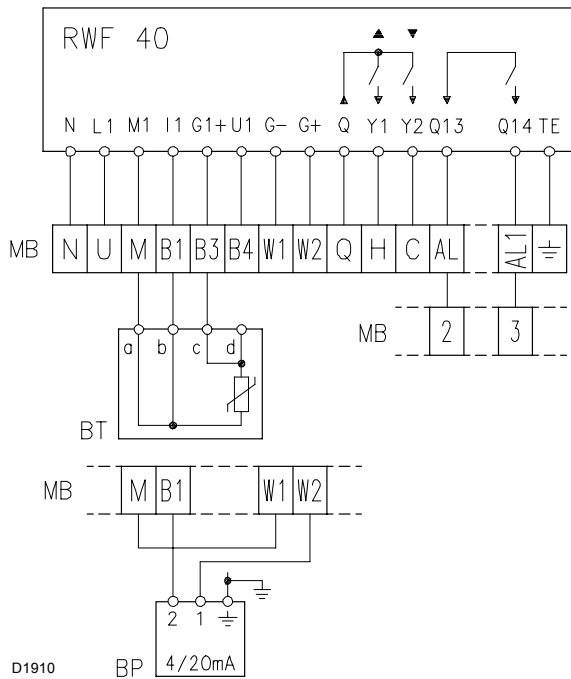 RWF 40
N L1 M1 I1 G1+ U1 G- G+ Q Y1 Y2 Q13 Q14 TE
MB N U M B1 B3 B4 W1 W2 Q H C AL AL1
MB 2 3
a b c d
BT
MB M B1 W1 W2
2 1
D1910 BP 4/20mA